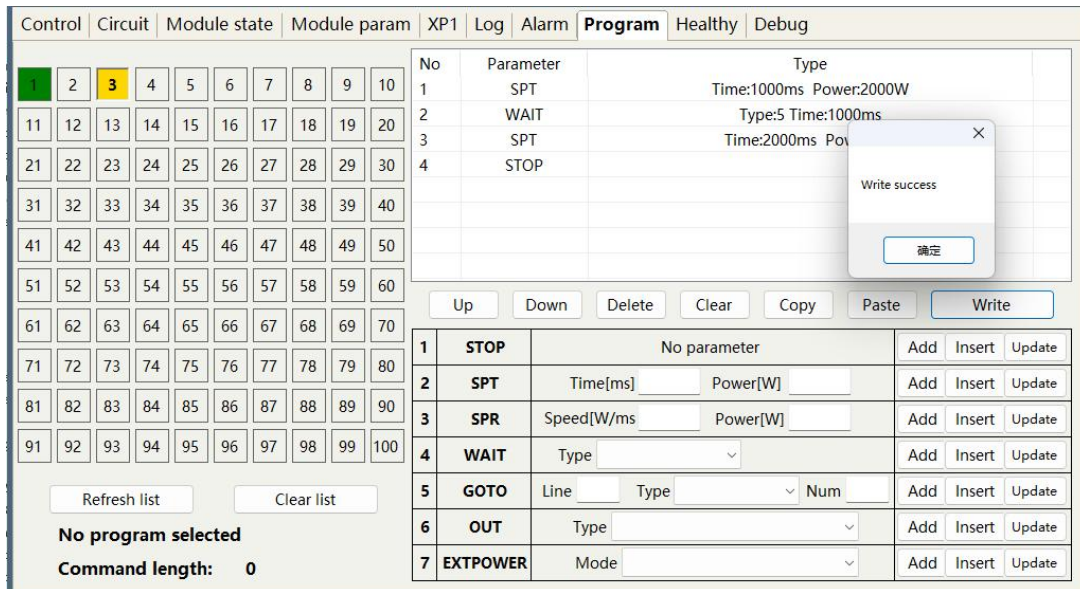 Control Circuit Module state Module param XP1 Log Alarm Program Healthy Debug
1 2 3 4 5 6 7 8 9 10
11 12 13 14 15 16 17 18 19 20
21 22 23 24 25 26 27 28 29 30
31 32 33 34 35 36 37 38 39 40
41 42 43 44 45 46 47 48 49 50
51 52 53 54 55 56 57 58 59 60
61 62 63 64 65 66 67 68 69 70
71 72 73 74 75 76 77 78 79 80
81 82 83 84 85 86 87 88 89 90
91 92 93 94 95 96 97 98 99 100
Refresh list Clear list
No program selected
Command length: 0
No Parameter Type
1 SPT Time:1000ms Power:2000W
2 WAIT Type:5 Time:1000ms
3 SPT Time:2000ms
4 STOP
Write success
确定
Up Down Delete Clear Copy Paste Write
1 STOP No parameter Add Insert Update
2 SPT Time[ms] Power[W] Add Insert Update
3 SPR Speed[W/ms Power[W] Add Insert Update
4 WAIT Type Add Insert Update
5 GOTO Line Type Num Add Insert Update
6 OUT Type Add Insert Update
7 EXTPOWER Mode Add Insert Update